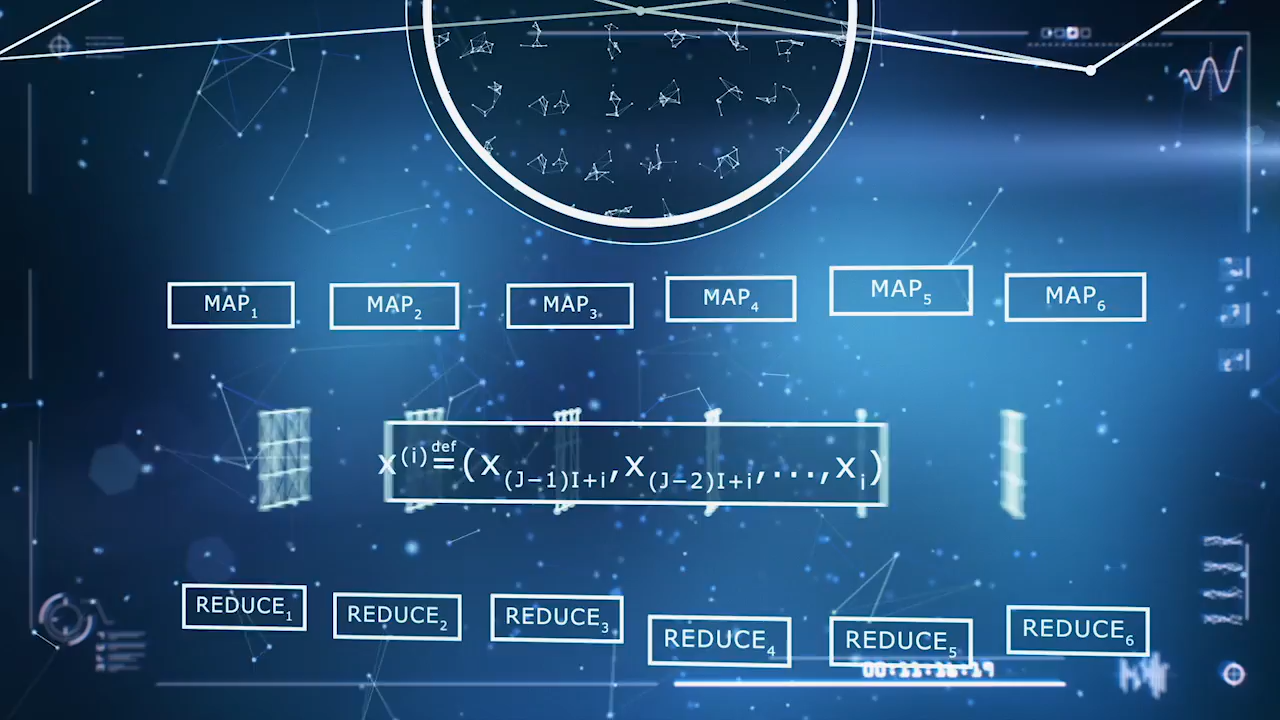 MAP₁ MAP₂ MAP₃ MAP₄ MAP₅ MAP₆
x⁽ⁱ⁾ def= (x₍J−1₎I+i, x₍J−2₎I+i, ..., xᵢ)
REDUCE₁ REDUCE₂ REDUCE₃ REDUCE₄ REDUCE₅ REDUCE₆